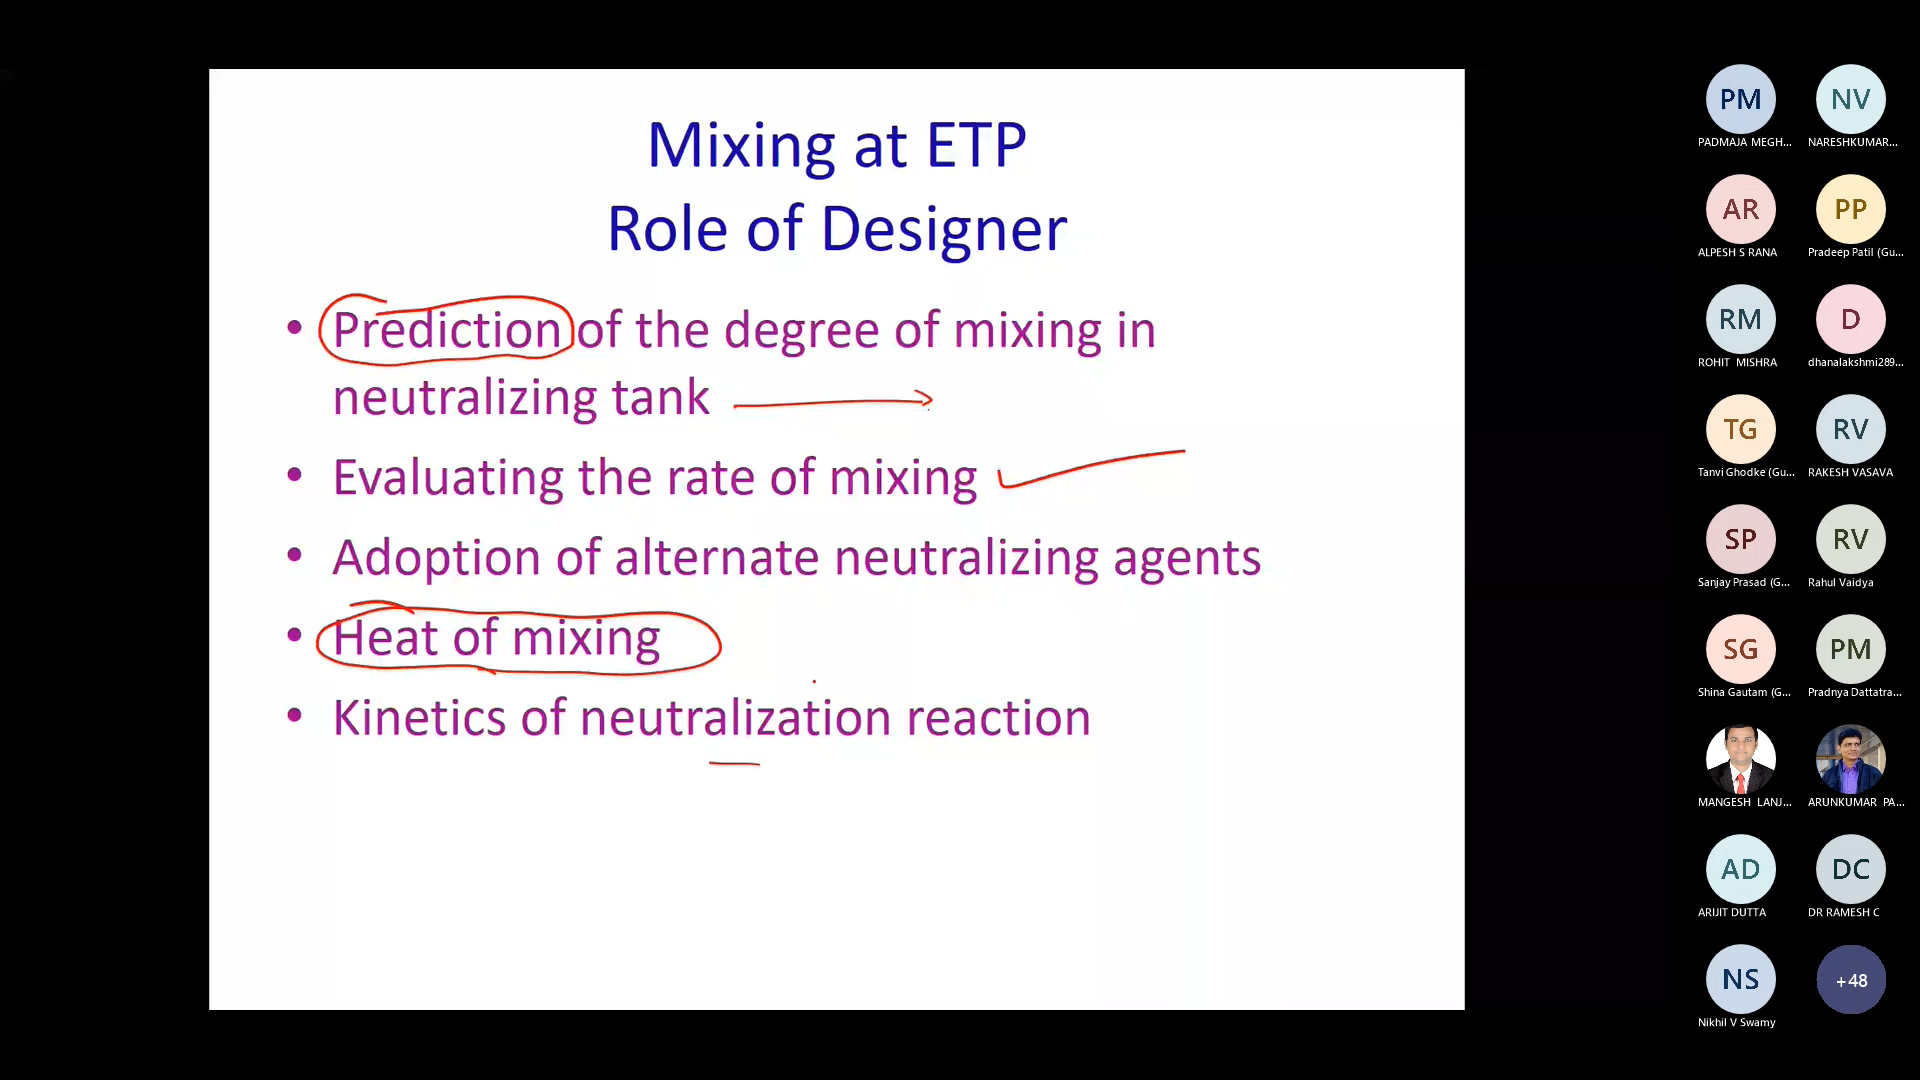 Mixing at ETP
Role of Designer
• Prediction of the degree of mixing in
neutralizing tank
• Evaluating the rate of mixing
• Adoption of alternate neutralizing agents
• Heat of mixing
• Kinetics of neutralization reaction
PM NV
PADMAJA MEGH... NARESHKUMAR...
AR PP
ALPESH S RANA Pradeep Patil (Gu...
RM D
ROHIT MISHRA dhanalakshmi289...
TG RV
Tanvi Ghodke (Gu... RAKESH VASAVA
SP RV
Sanjay Prasad (G... Rahul Vaidya
SG PM
Shina Gautam (G... Pradnya Dattatra...
MANGESH LANJ... ARUNKUMAR PA...
AD DC
ARIJIT DUTTA DR RAMESH C
NS +48
Nikhil V Swamy